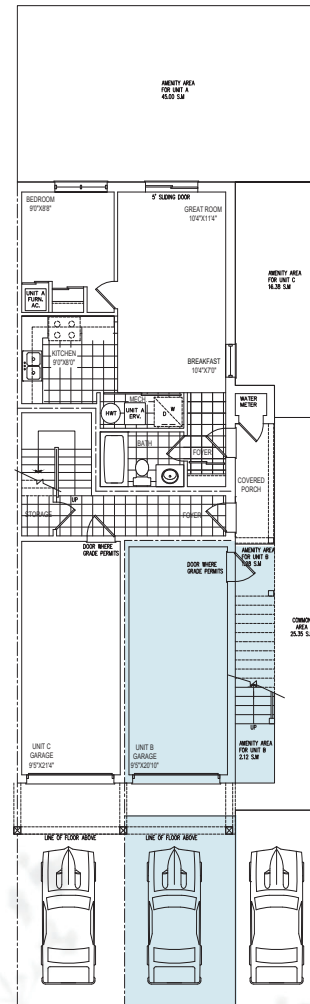 AMENITY AREA
FOR UNIT A
45.00 S.M
BEDROOM
9'0"X8'8"
5' SLIDING DOOR
GREAT ROOM
10'4"X11'4"
AMENITY AREA
FOR UNIT C
16.38 S.M
UNIT A
FURN.
AC.
KITCHEN
9'0"X8'0"
BREAKFAST
10'4"X7'0"
MECH
HWT
UNIT A
ERV.
D
W
WATER
METER
BATH
FOYER
COVERED
PORCH
UP
STORAGE
FOYER
DOOR WHERE
GRADE PERMITS
DOOR WHERE
GRADE PERMITS
AMENITY AREA
FOR UNIT B
S.M
COMMON
AREA
25.35 S.
UP
UNIT C
GARAGE
9'5"X21'4"
UNIT B
GARAGE
9'5"X20'10"
AMENITY AREA
FOR UNIT B
2.12 S.M
LINE OF FLOOR ABOVE
LINE OF FLOOR ABOVE